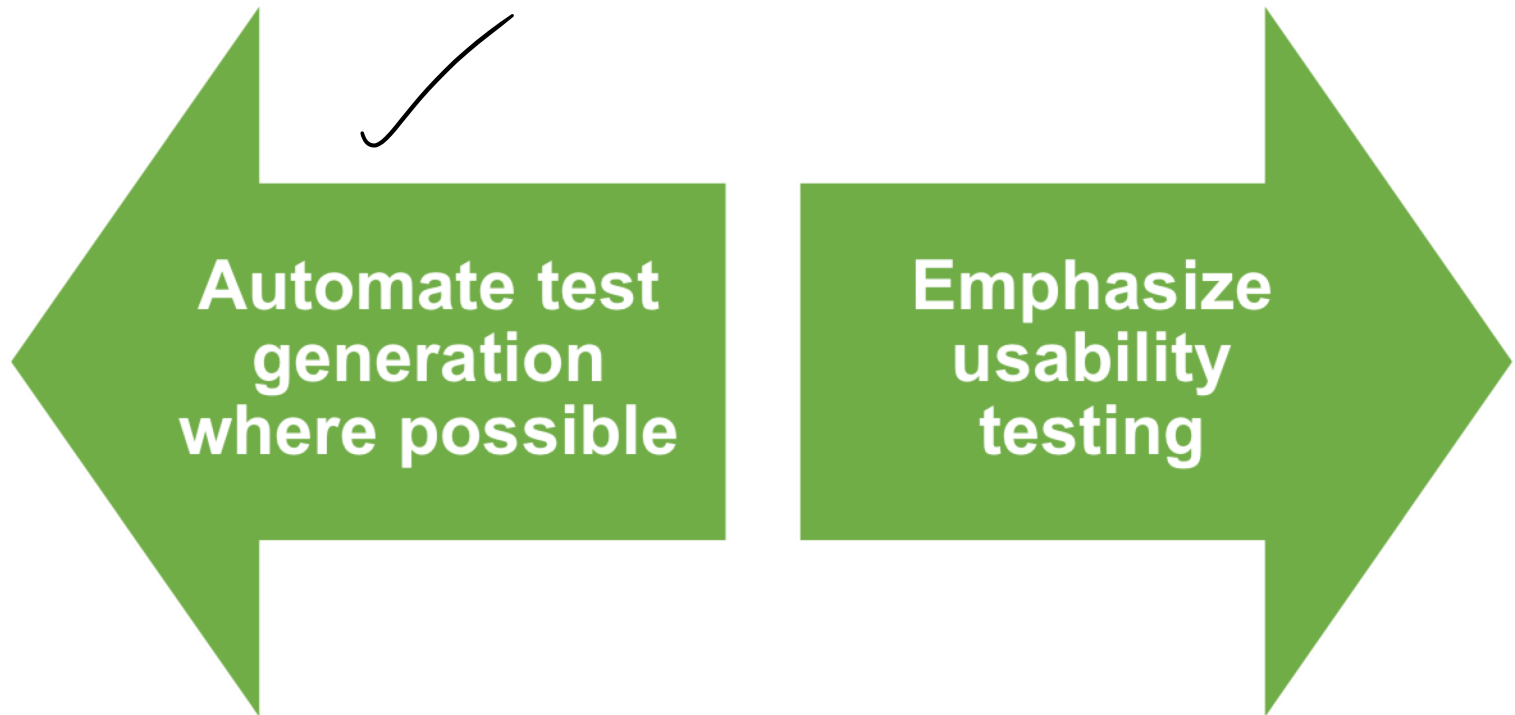 Automate test
generation
where possible
Emphasize
usability
testing